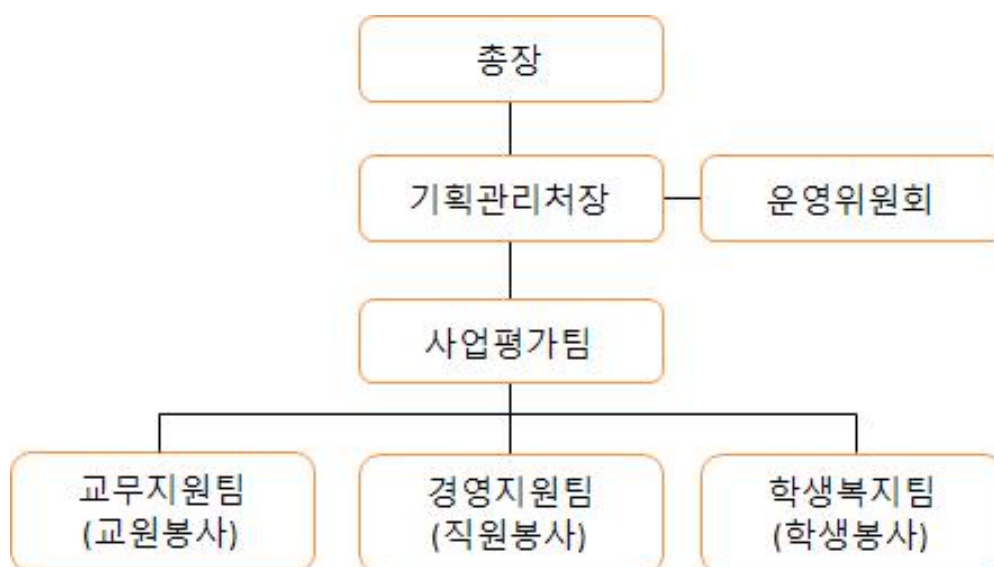 총장
기획관리처장
운영위원회
사업평가팀
교무지원팀
(교원봉사)
경영지원팀
(직원봉사)
학생복지팀
(학생봉사)